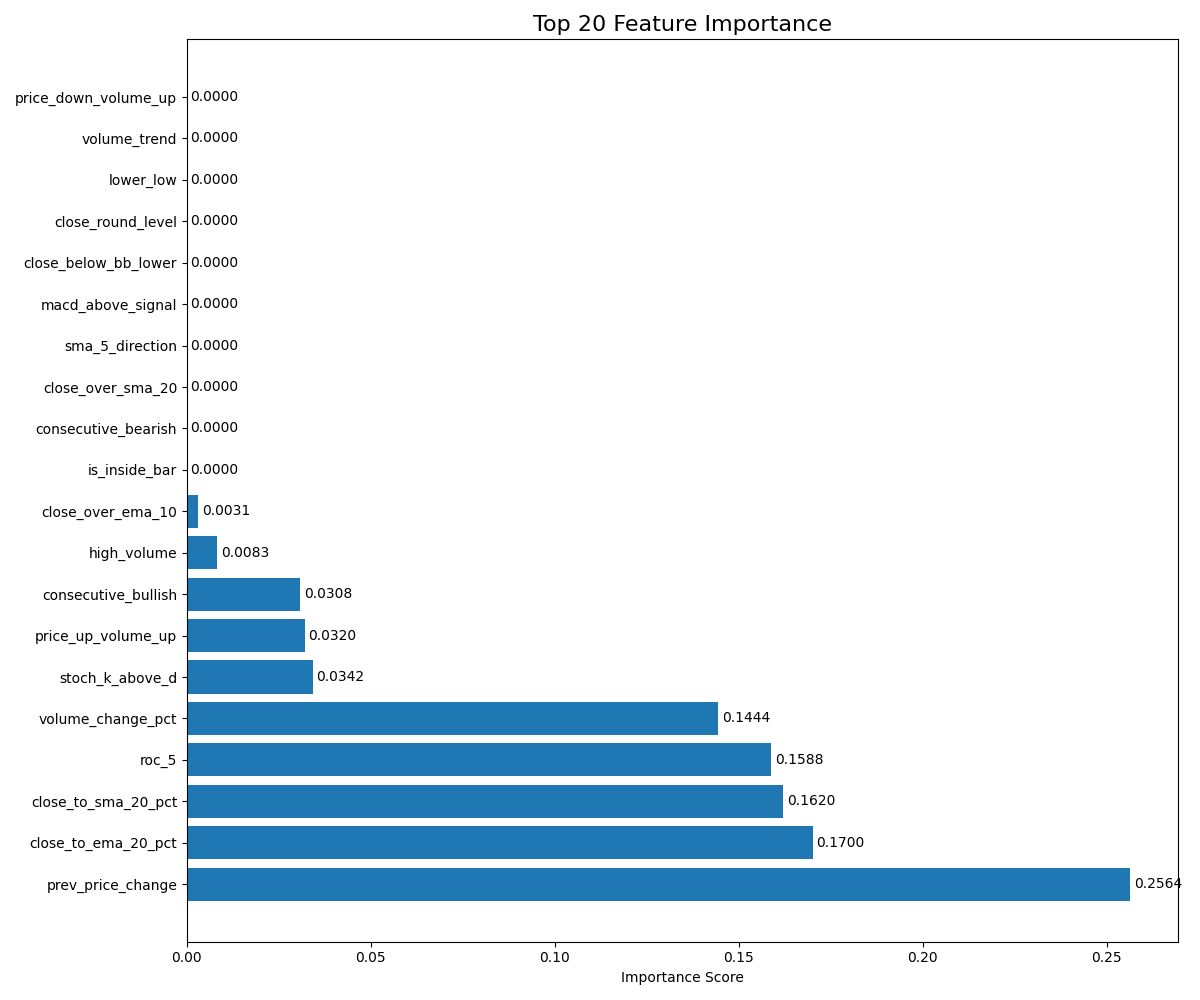 Top 20 Feature Importance
price_down_volume_up 0.0000
volume_trend 0.0000
lower_low 0.0000
close_round_level 0.0000
close_below_bb_lower 0.0000
macd_above_signal 0.0000
sma_5_direction 0.0000
close_over_sma_20 0.0000
consecutive_bearish 0.0000
is_inside_bar 0.0000
close_over_ema_10 0.0031
high_volume 0.0083
consecutive_bullish 0.0308
price_up_volume_up 0.0320
stoch_k_above_d 0.0342
volume_change_pct 0.1444
roc_5 0.1588
close_to_sma_20_pct 0.1620
close_to_ema_20_pct 0.1700
prev_price_change 0.2564
0.00 0.05 0.10 0.15 0.20 0.25
Importance Score